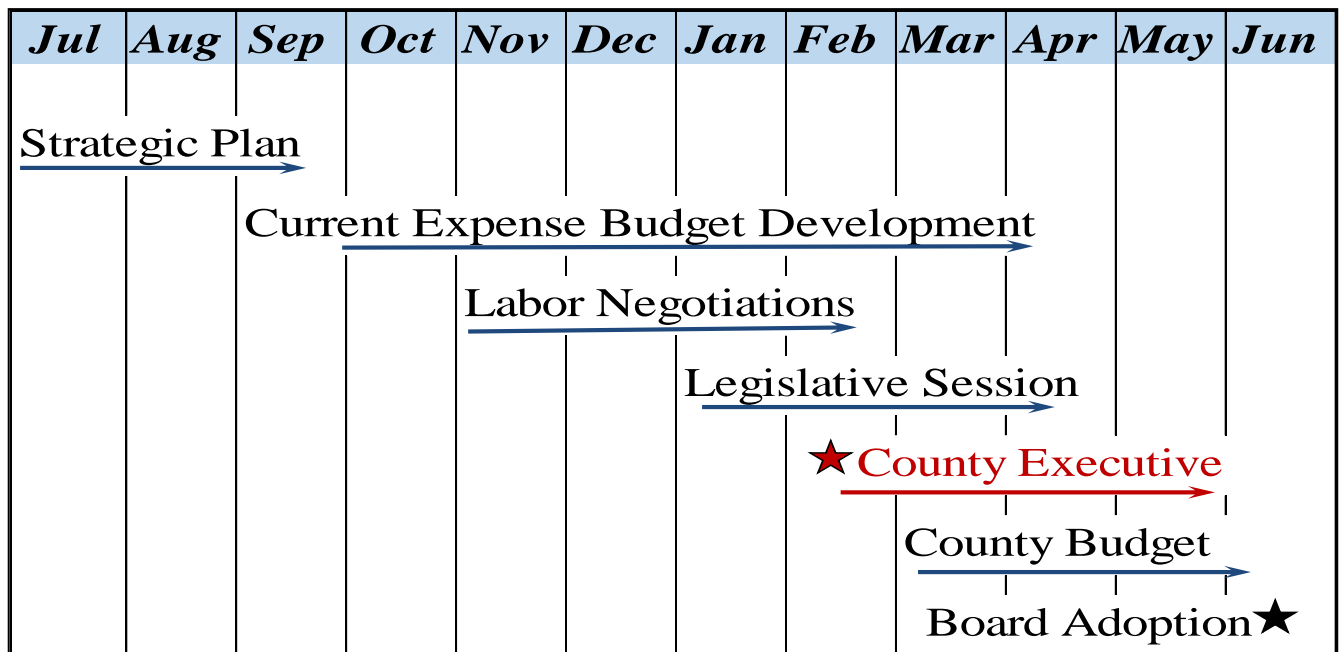 Jul Aug Sep Oct Nov Dec Jan Feb Mar Apr May Jun
Strategic Plan
Current Expense Budget Development
Labor Negotiations
Legislative Session
County Executive
County Budget
Board Adoption